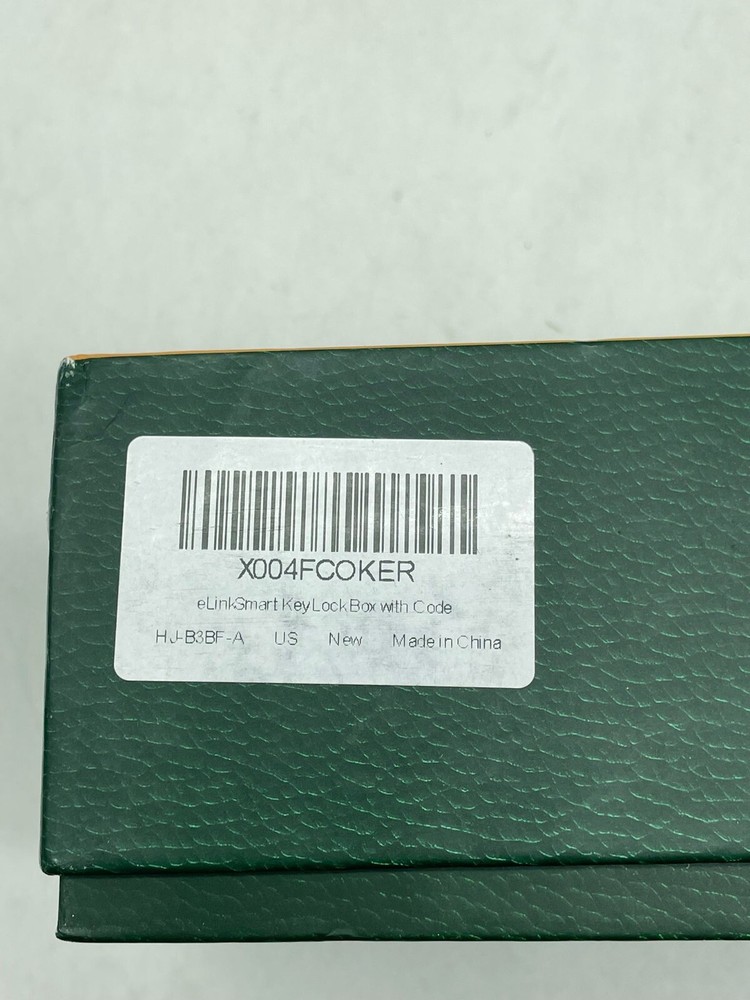 X004FCOKER
eLinkSmart Key Lock Box with Code
HJ-B3BF-A US New Made in China